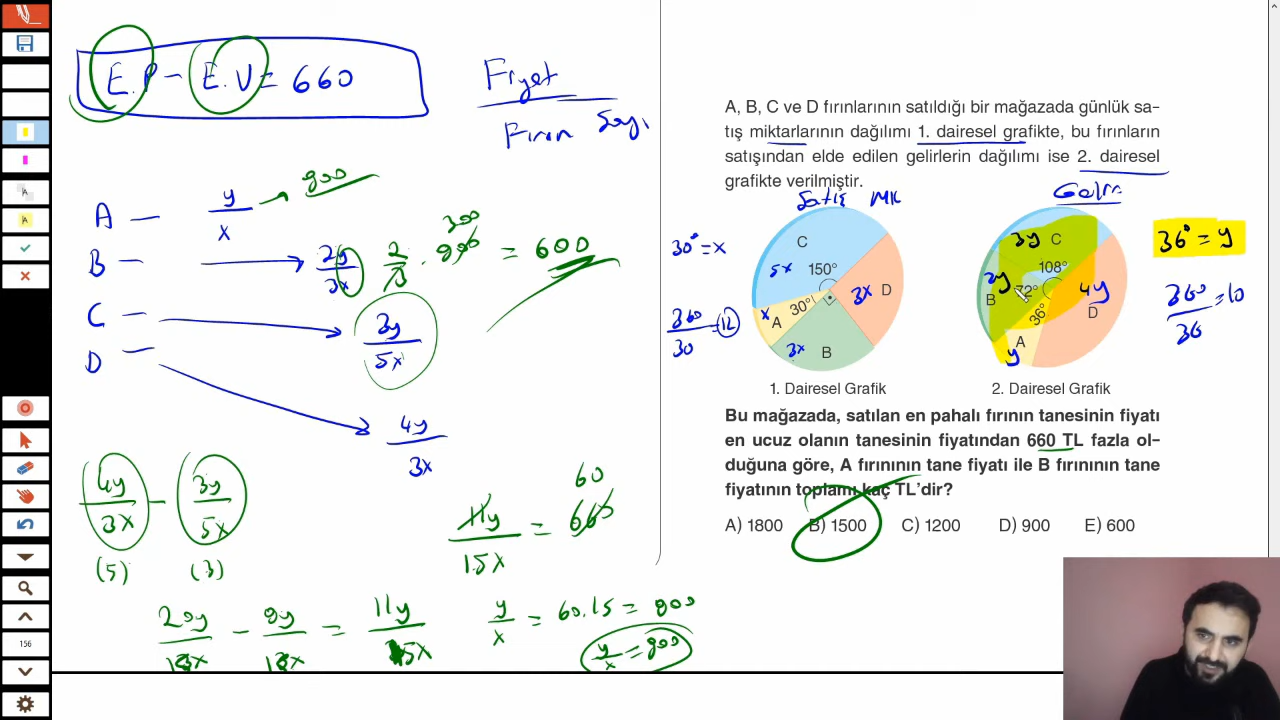 E.P - E.U = 660
Fiyat
Fırın Sayı
A — y/x → 900
B — 2y/3x 2/3 . 900 300 = 600
C — 3y/5x
D — 4y/3x
4y/3x - 3y/5x
(5) (3)
20y/15x - 9y/15x = 11y/15x
11y/15x = 660 60
y/x = 60.15 = 900
y/x = 900
A, B, C ve D fırınlarının satıldığı bir mağazada günlük sa-
tış miktarlarının dağılımı 1. dairesel grafikte, bu fırınların
satışından elde edilen gelirlerin dağılımı ise 2. dairesel
grafikte verilmiştir.
Satış Mik
30° = x
360/30 = 12
C
5x
150°
3x D
x
A
30°
3x
B
1. Dairesel Grafik
Gelir
3y C
108°
2y
B
72°
4y
D
36°
A
y
2. Dairesel Grafik
36° = y
360/36 = 10
Bu mağazada, satılan en pahalı fırının tanesinin fiyatı
en ucuz olanın tanesinin fiyatından 660 TL fazla ol-
duğuna göre, A fırınının tane fiyatı ile B fırınının tane
fiyatının toplamı kaç TL'dir?
A) 1800 B) 1500 C) 1200 D) 900 E) 600
156